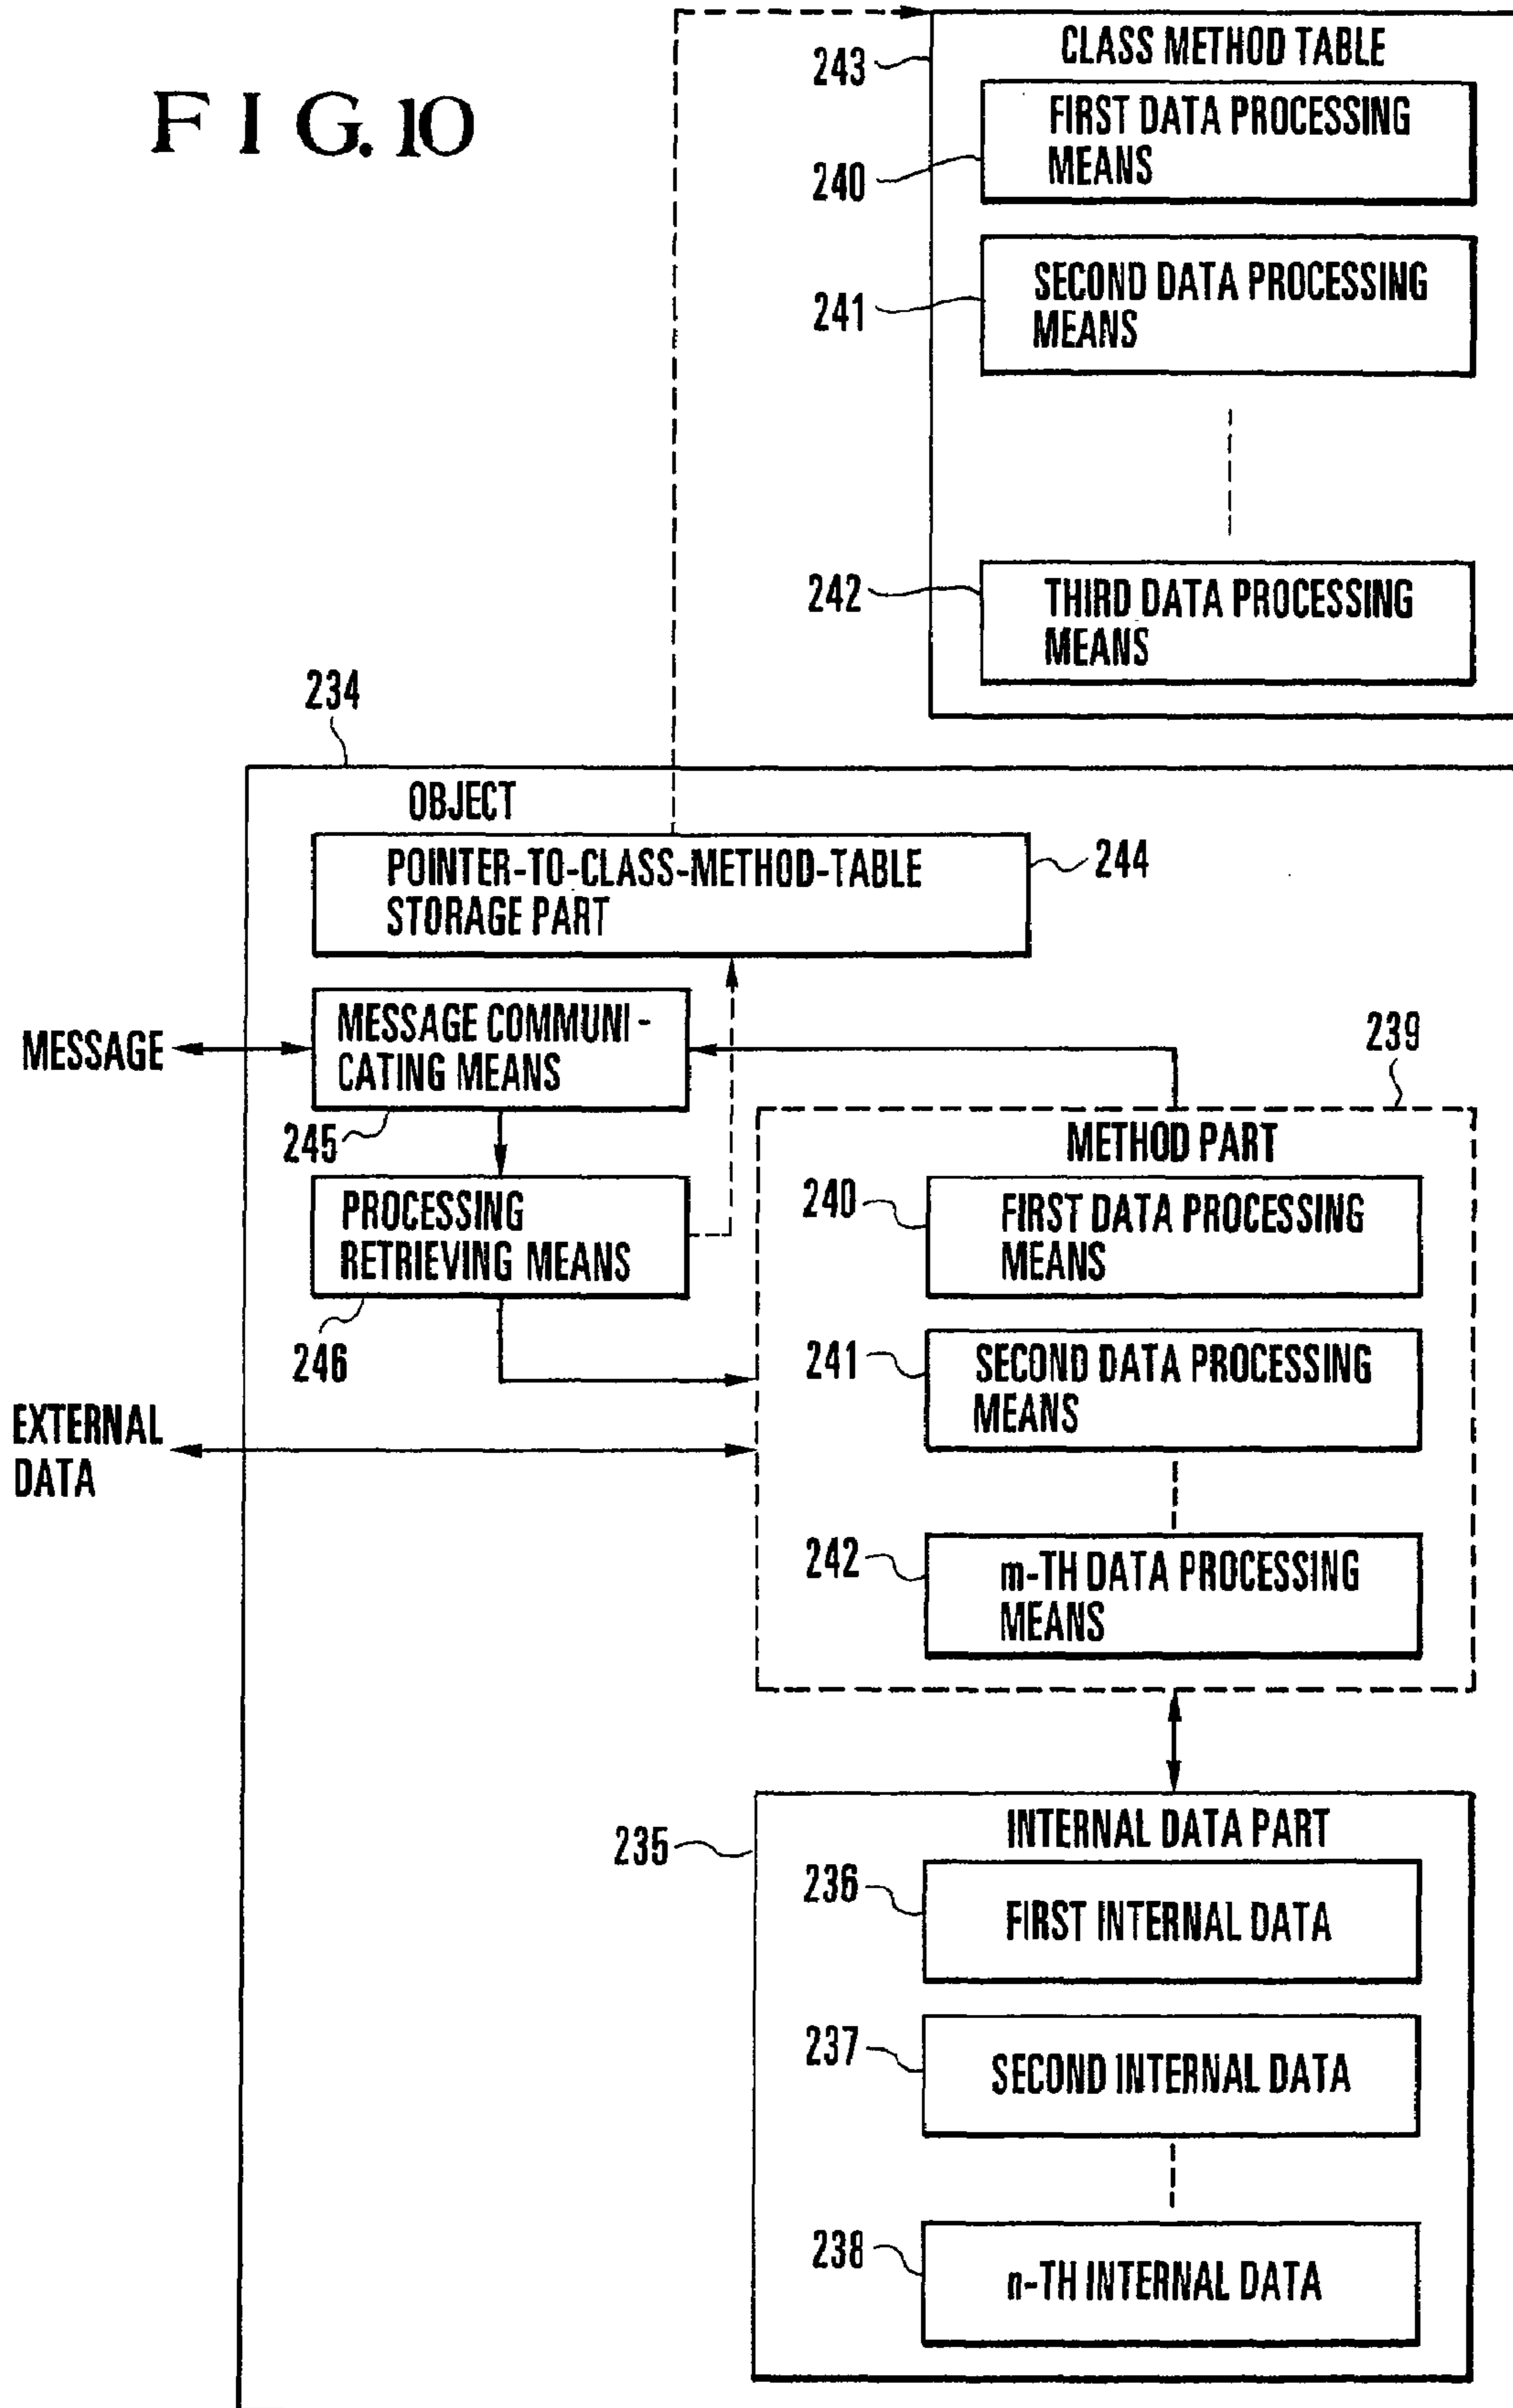 FIG.10
243
CLASS METHOD TABLE
240
FIRST DATA PROCESSING
MEANS
241
SECOND DATA PROCESSING
MEANS
242
THIRD DATA PROCESSING
MEANS
234
OBJECT
POINTER-TO-CLASS-METHOD-TABLE
STORAGE PART
244
MESSAGE
MESSAGE COMMUNI-
CATING MEANS
245
PROCESSING
RETRIEVING MEANS
246
EXTERNAL
DATA
239
METHOD PART
240
FIRST DATA PROCESSING
MEANS
241
SECOND DATA PROCESSING
MEANS
242
m-TH DATA PROCESSING
MEANS
235
INTERNAL DATA PART
236
FIRST INTERNAL DATA
237
SECOND INTERNAL DATA
238
n-TH INTERNAL DATA